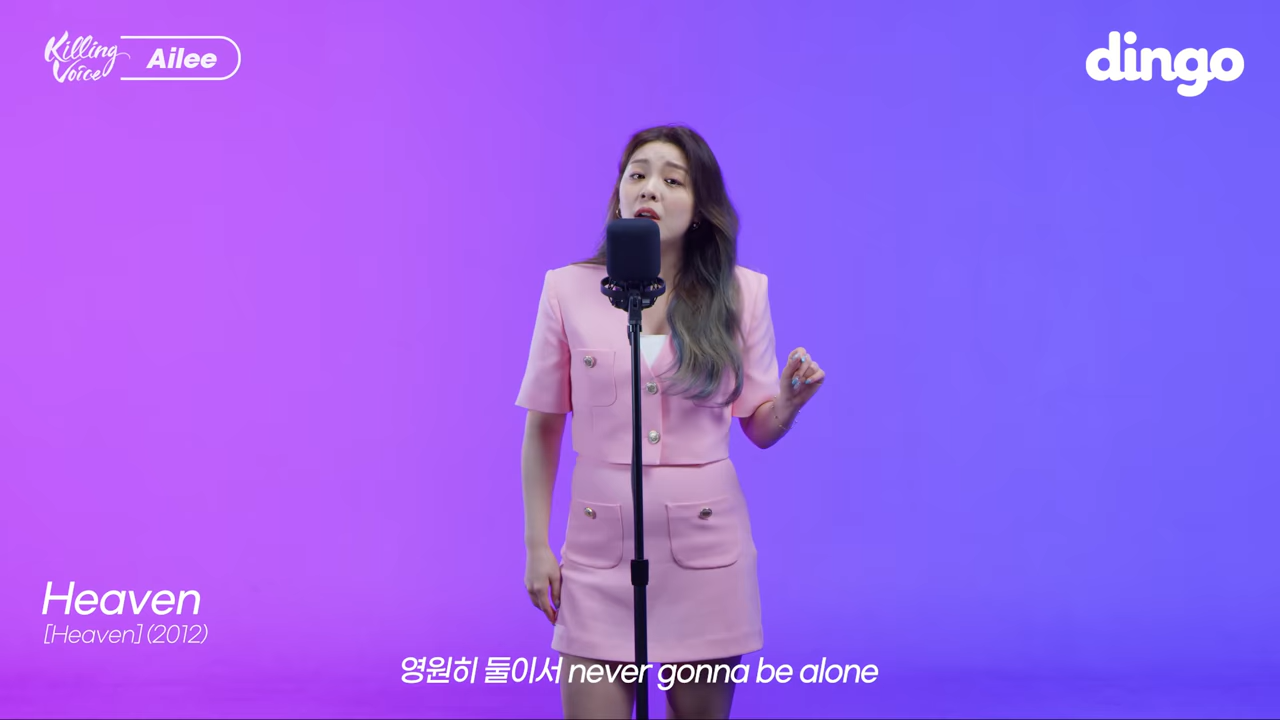 Killing
Voice
Ailee
dingo
Heaven
[Heaven] (2012)
영원히 둘이서 never gonna be alone